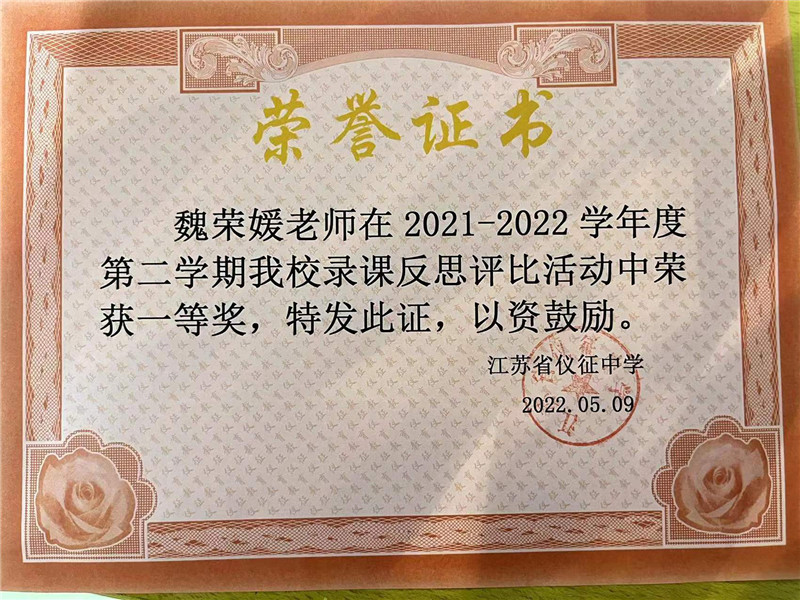 荣誉证书
魏荣媛老师在 2021-2022 学年度
第二学期我校录课反思评比活动中荣
获一等奖，特发此证，以资鼓励。
江苏省仪征中学
2022.05.09